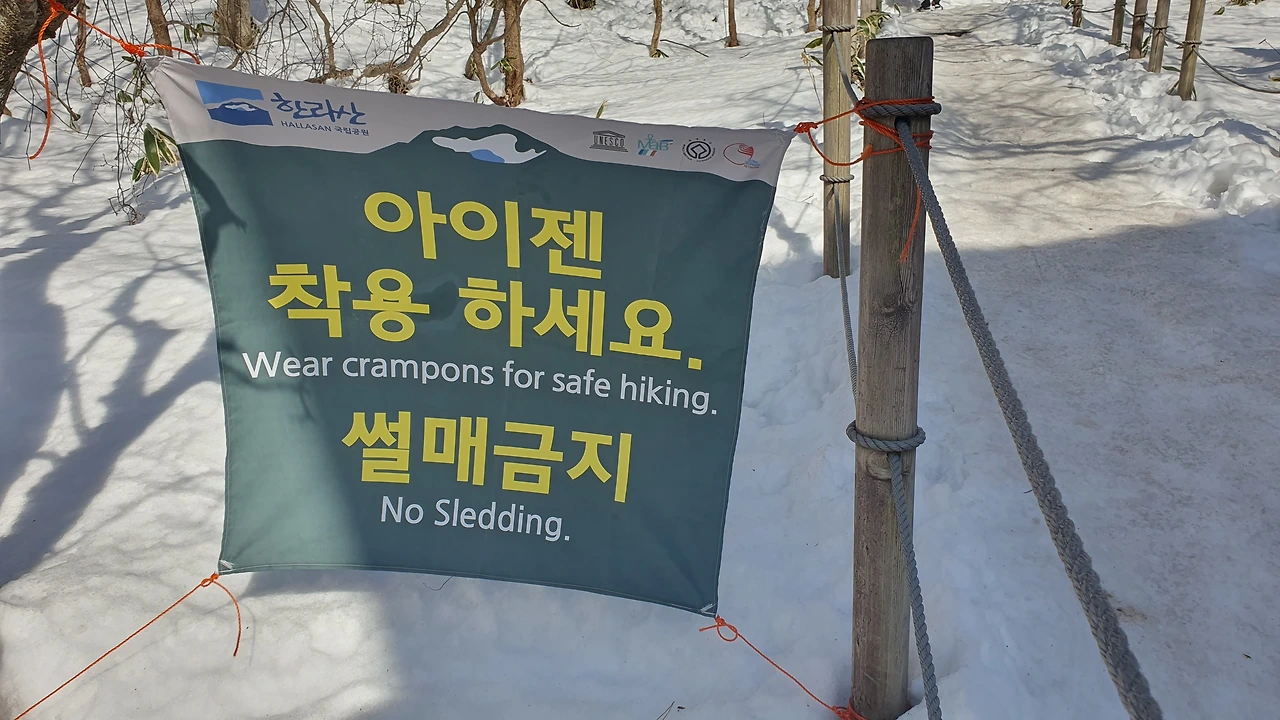 한라산
HALLASAN 국립공원
UNESCO
MaB
아이젠
착용 하세요.
Wear crampons for safe hiking.
썰매금지
No Sledding.